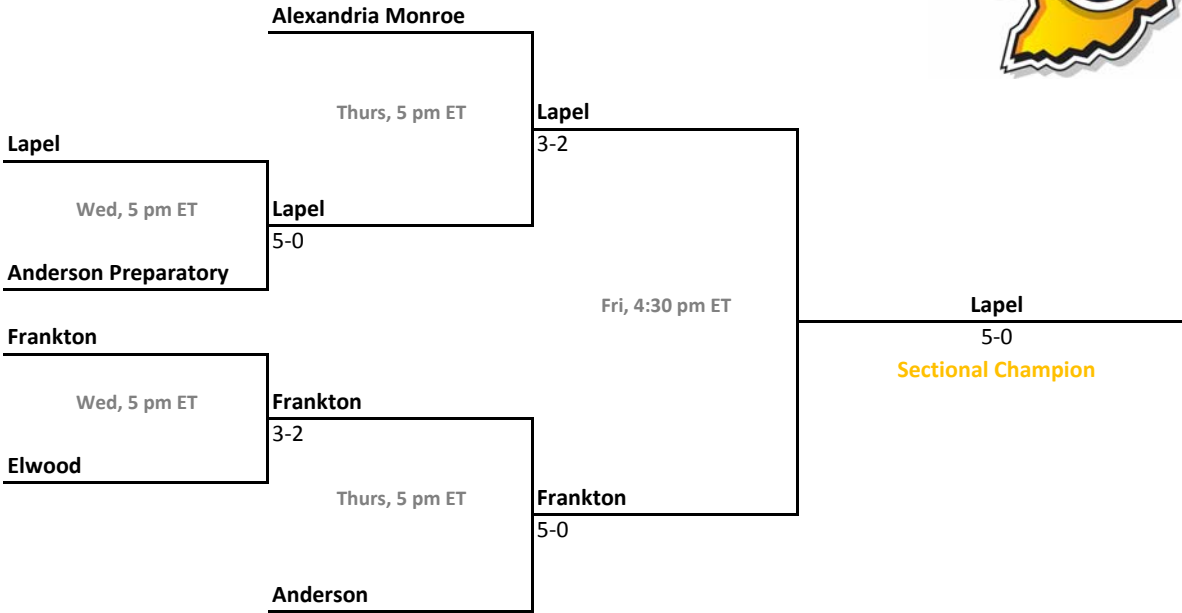 Alexandria Monroe
Thurs, 5 pm ET
Lapel
3-2
Lapel
Wed, 5 pm ET
Lapel
5-0
Anderson Preparatory
Fri, 4:30 pm ET
Lapel
5-0
Sectional Champion
Frankton
Wed, 5 pm ET
Frankton
3-2
Elwood
Thurs, 5 pm ET
Frankton
5-0
Anderson